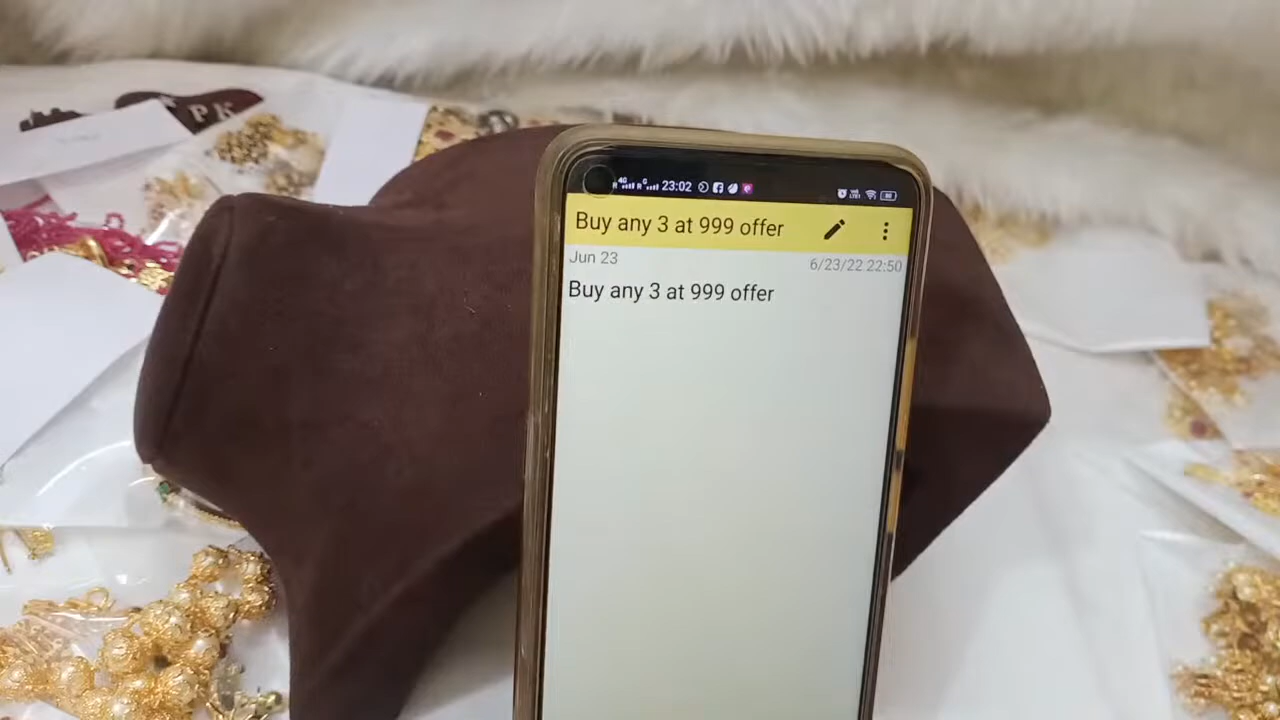 PK
23:02
Buy any 3 at 999 offer
Jun 23
6/23/22 22:50
Buy any 3 at 999 offer